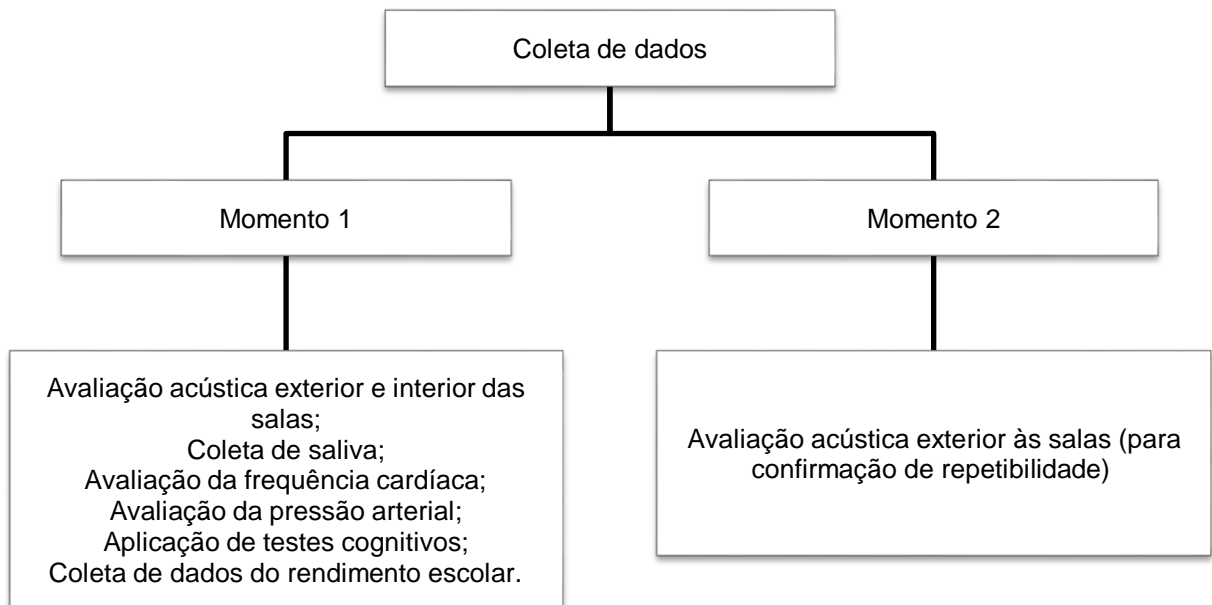 Coleta de dados
Momento 1
Momento 2
Avaliação acústica exterior e interior das
salas;
Coleta de saliva;
Avaliação da frequência cardíaca;
Avaliação da pressão arterial;
Aplicação de testes cognitivos;
Coleta de dados do rendimento escolar.
Avaliação acústica exterior às salas (para
confirmação de repetibilidade)